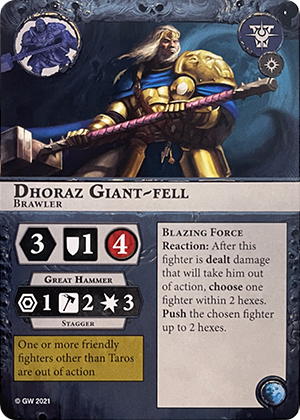 Dhoraz Giant-fell
Brawler
3 1 4
Great Hammer
1 2 3
Stagger
One or more friendly
fighters other than Taros
are out of action
Blazing Force
Reaction: After this
fighter is dealt damage
that will take him out
of action, choose one
fighter within 2 hexes.
Push the chosen fighter
up to 2 hexes.
© GW 2021